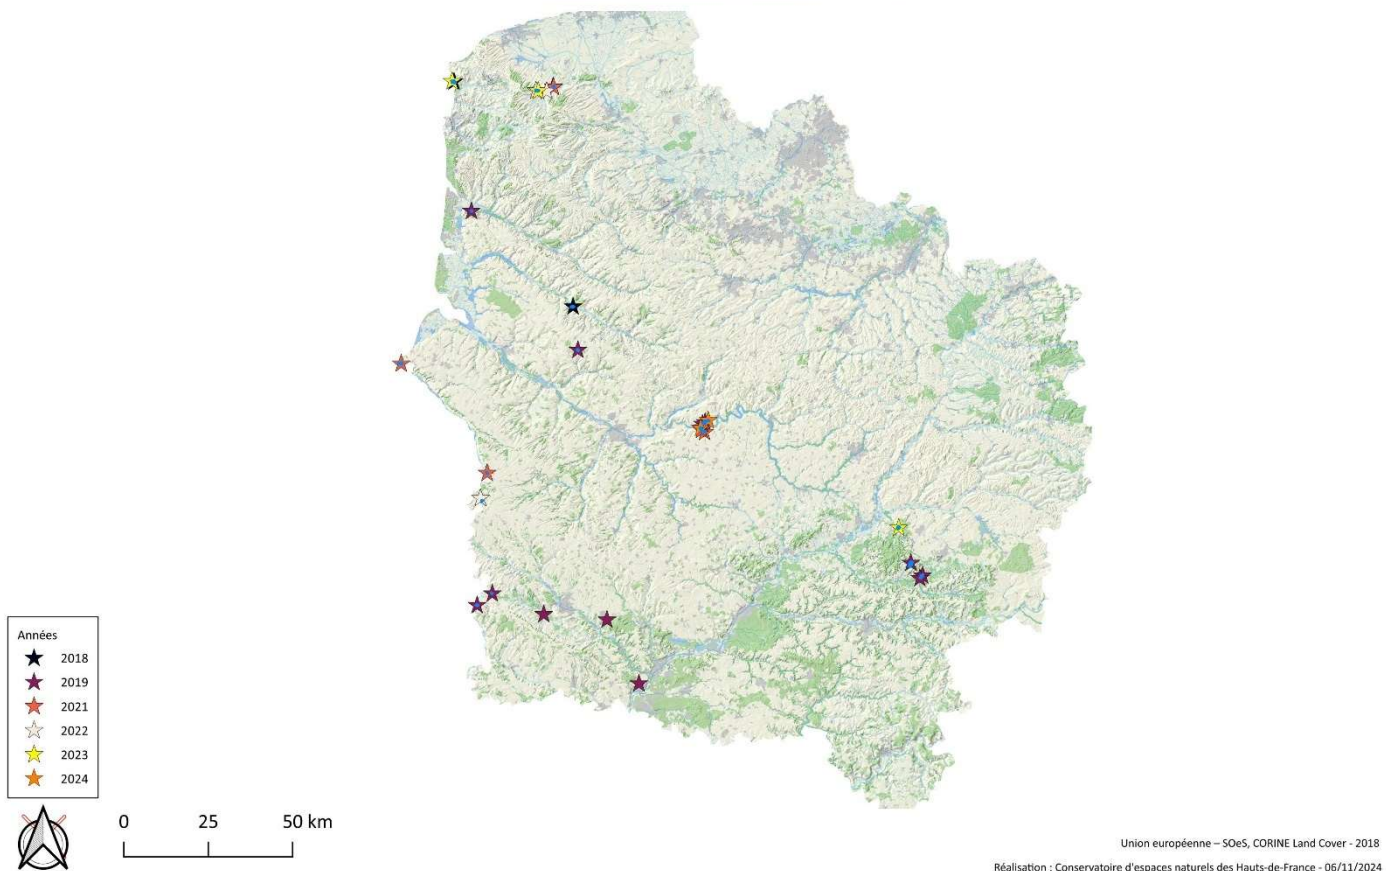 Années
2018
2019
2021
2022
2023
2024
0 25 50 km
Union européenne – SOeS, CORINE Land Cover - 2018
Réalisation : Conservatoire d'espaces naturels des Hauts-de-France - 06/11/2024